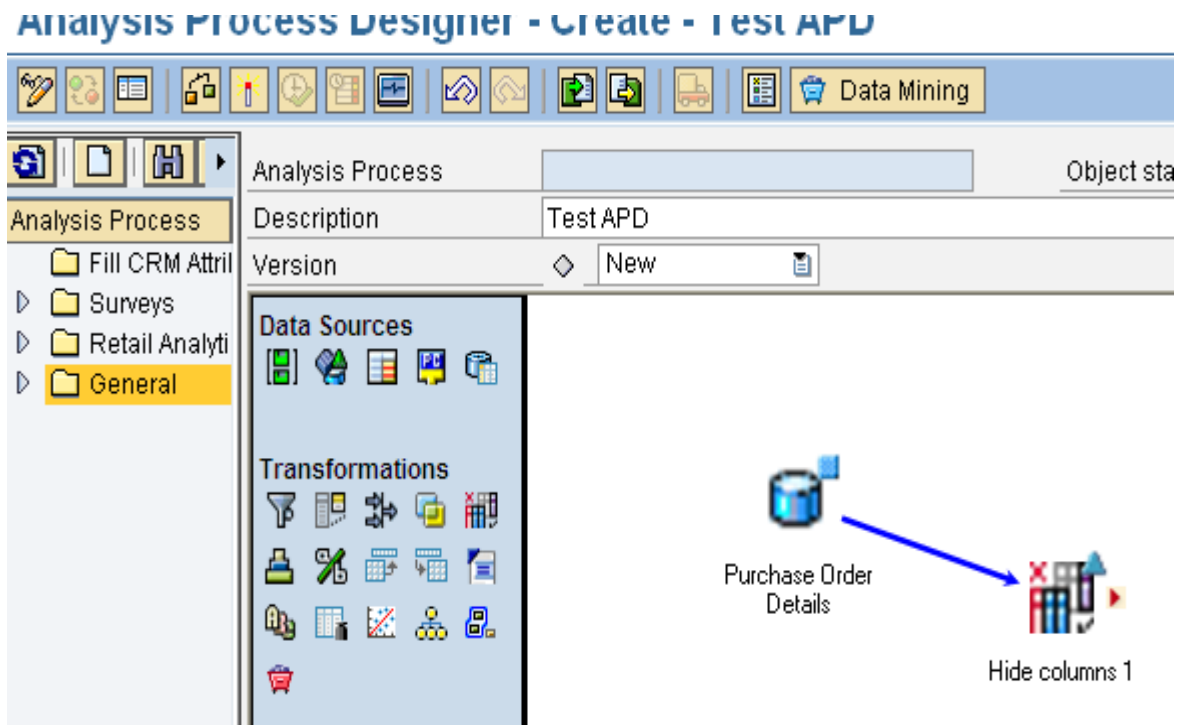 Analysis Process Designer - Create - Test APD
Data Mining
Analysis Process
Object sta
Analysis Process
Description
Test APD
Fill CRM Attril
Version
New
Surveys
Retail Analyti
General
Data Sources
Transformations
Purchase Order
Details
Hide columns 1